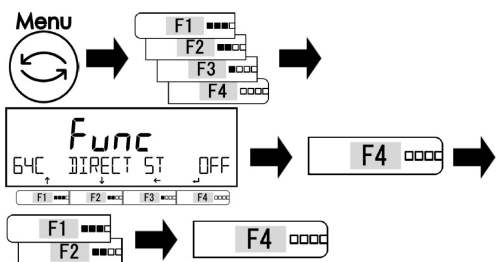 Menu
F1
F2
F3
F4
Func
64C DIRECT ST OFF
F4
F1 F2 F3 F4
F1
F2
F4